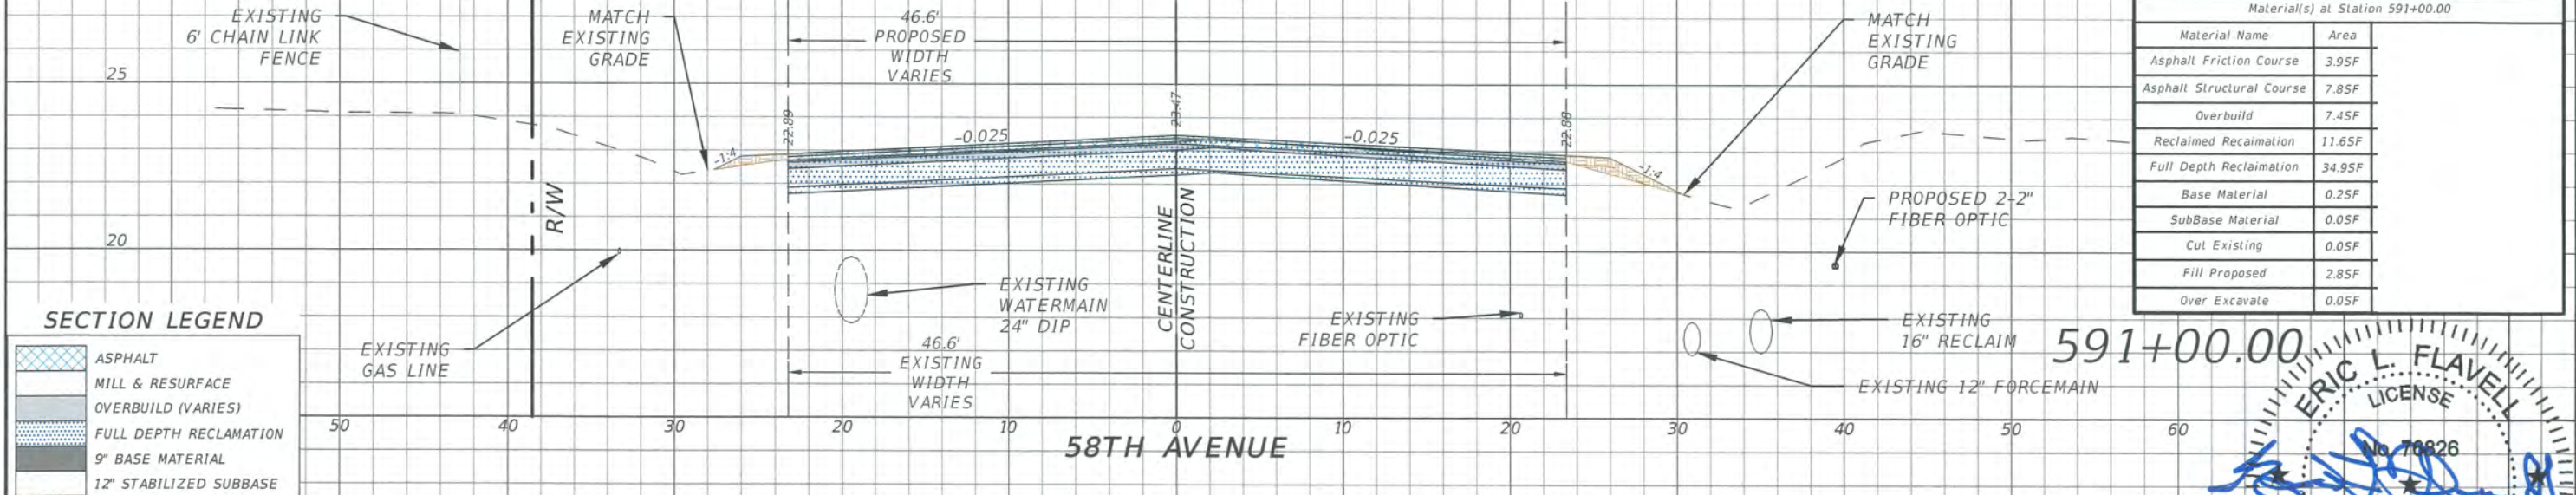 EXISTING
6' CHAIN LINK
FENCE
MATCH
EXISTING
GRADE
46.6'
PROPOSED
WIDTH
VARIES
MATCH
EXISTING
GRADE
Material(s) at Station 591+00.00
Material Name Area
Asphalt Friction Course 3.9SF
Asphalt Structural Course 7.8SF
Overbuild 7.4SF
Reclaimed Recaimation 11.6SF
Full Depth Reclaimation 34.9SF
Base Material 0.2SF
SubBase Material 0.0SF
Cut Existing 0.0SF
Fill Proposed 2.8SF
Over Excavate 0.0SF
25
22.89
23.47
22.88
-0.025
-0.025
-1:4
-1:4
R/W
20
PROPOSED 2-2"
FIBER OPTIC
CENTERLINE
CONSTRUCTION
EXISTING
WATERMAIN
24" DIP
EXISTING
FIBER OPTIC
EXISTING
16" RECLAIM
591+00.00
EXISTING
GAS LINE
46.6'
EXISTING
WIDTH
VARIES
EXISTING 12" FORCEMAIN
SECTION LEGEND
ASPHALT
MILL & RESURFACE
OVERBUILD (VARIES)
FULL DEPTH RECLAMATION
9" BASE MATERIAL
12" STABILIZED SUBBASE
50 40 30 20 10 0 10 20 30 40 50 60
58TH AVENUE
ERIC L. FLAVELL
LICENSE
No. 76826